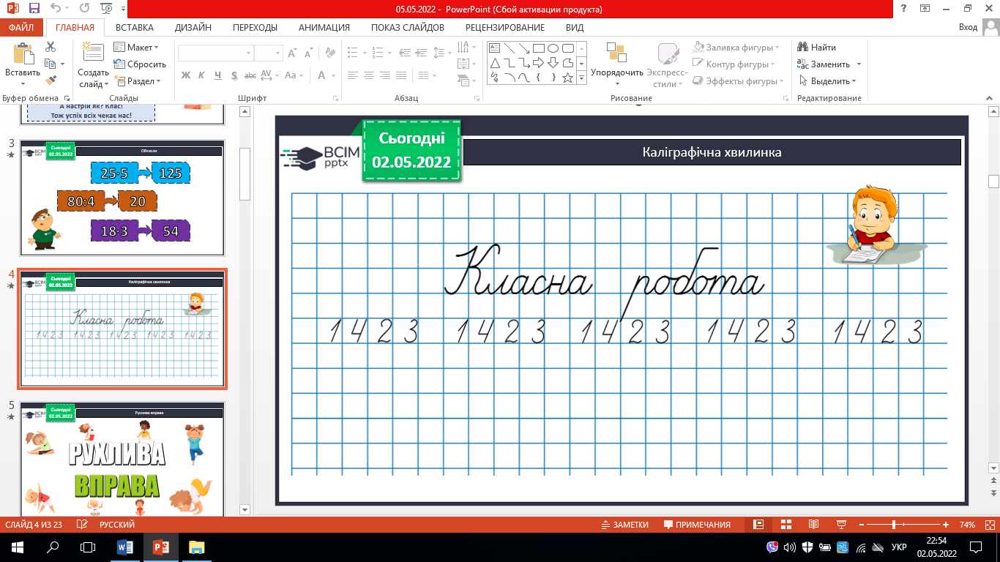 05.05.2022 - PowerPoint (Сбой активации продукта)
ФАЙЛ ГЛАВНАЯ ВСТАВКА ДИЗАЙН ПЕРЕХОДЫ АНИМАЦИЯ ПОКАЗ СЛАЙДОВ РЕЦЕНЗИРОВАНИЕ ВИД Вход
Вставить
Буфер обмена
Создать слайд
Макет
Сбросить
Раздел
Слайды
Ж К Ч S abc AV Aa A
Шрифт
Абзац
Упорядочить
Экспресс-стили
Заливка фигуры
Контур фигуры
Эффекты фигуры
Рисование
Найти
Заменить
Выделить
Редактирование
А настрій як? Клас!
Тож успіх всіх чекає нас!
3
Сьогодні
02.05.2022
Обчисли
25·5 125
80:4 20
18·3 54
4
ВСІМ pptx
Сьогодні
02.05.2022
Каліграфічна хвилинка
Класна робота
1 4 2 3 1 4 2 3 1 4 2 3 1 4 2 3 1 4 2 3
5
ВСІМ pptx
Сьогодні
02.05.2022
Рухлива вправа
РУХЛИВА
ВПРАВА
ВСІМ
pptx
Сьогодні
02.05.2022
Каліграфічна хвилинка
Класна робота
1 4 2 3 1 4 2 3 1 4 2 3 1 4 2 3 1 4 2 3
СЛАЙД 4 ИЗ 23 РУССКИЙ ЗАМЕТКИ ПРИМЕЧАНИЯ 74%
УКР
22:54
02.05.2022